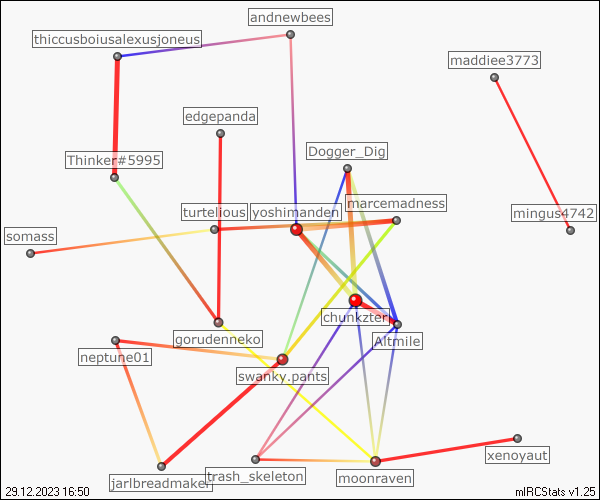 andnewbees
thiccusboiusalexusjoneus
maddiee3773
edgepanda
Dogger_Dig
Thinker#5995
marcemadness
turtelious
yoshimanden
mingus4742
somass
chunkzter
Altmile
gorudenneko
neptune01
swanky.pants
xenoyaut
trash_skeleton
moonraven
jarlbreadmaker
29.12.2023 16:50
mIRCStats v1.25